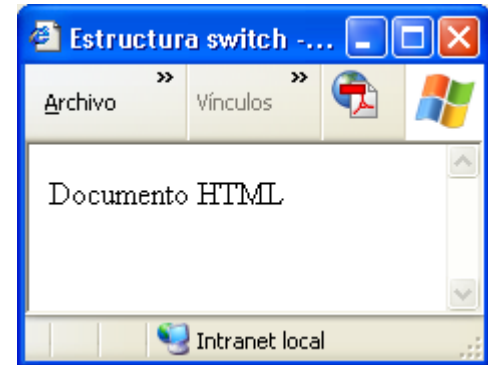 Estructura switch -...
Archivo » Vínculos »
Documento HTML
Intranet local